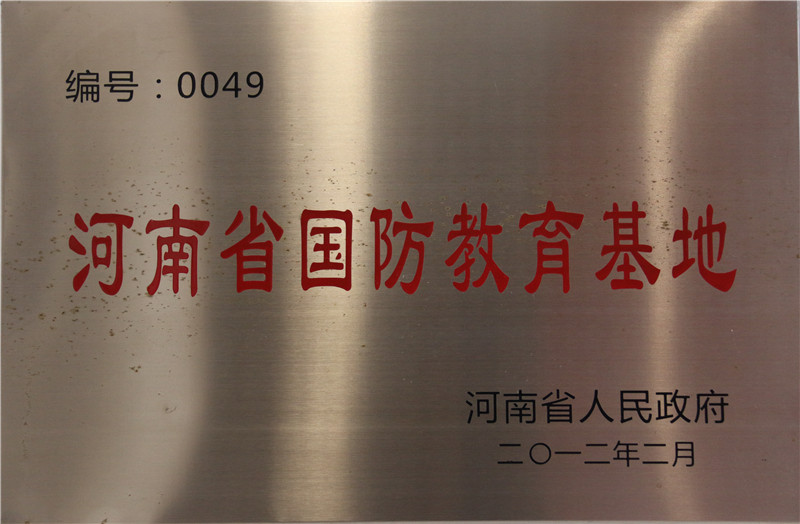 编号：0049
河南省国防教育基地
河南省人民政府
二〇一二年二月